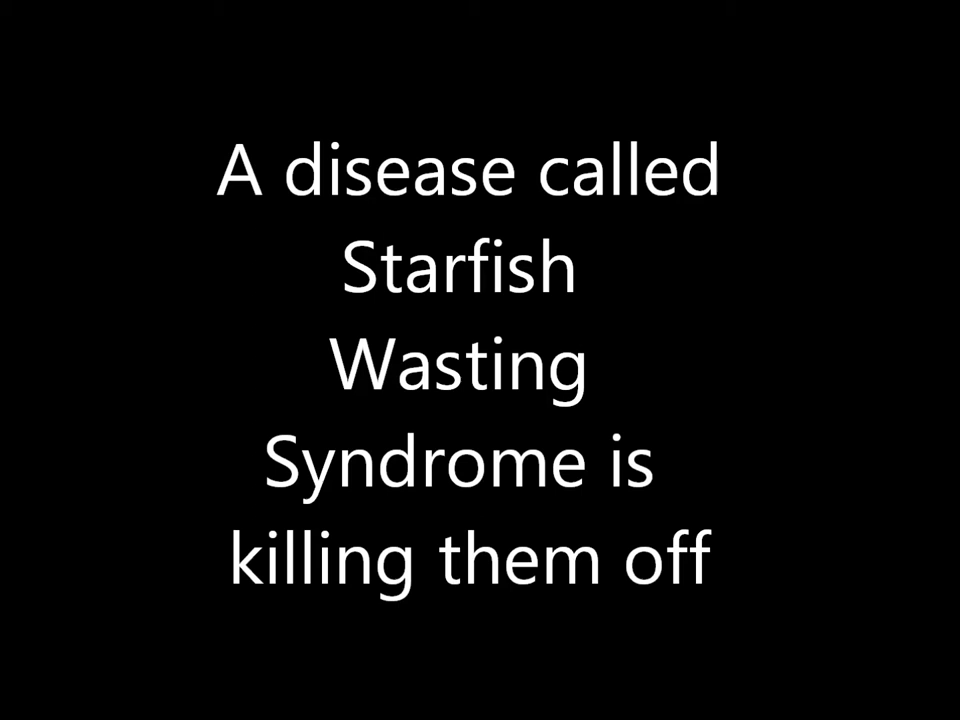 A disease called
Starfish
Wasting
Syndrome is
killing them off